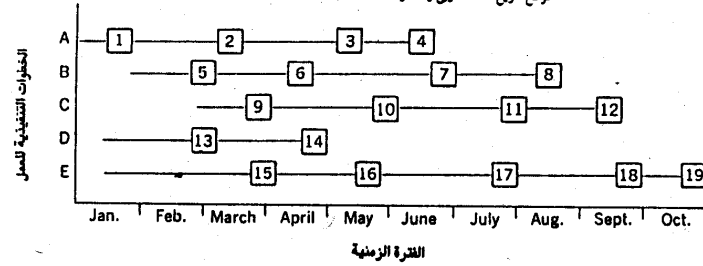 A 1 2 3 4
B 5 6 7 8
C 9 10 11 12
D 13 14
E 15 16 17 18 19
Jan. Feb. March April May June July Aug. Sept. Oct.
الخطوات التنفيذية للعمل
الفترة الزمنية